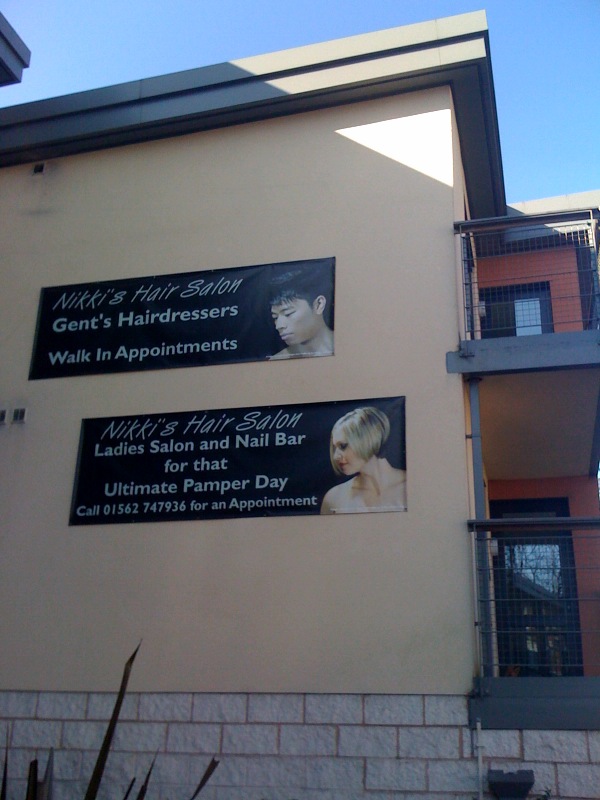 Nikki's Hair Salon
Gent's Hairdressers
Walk In Appointments
Nikki's Hair Salon
Ladies Salon and Nail Bar
for that
Ultimate Pamper Day
Call 01562 747936 for an Appointment